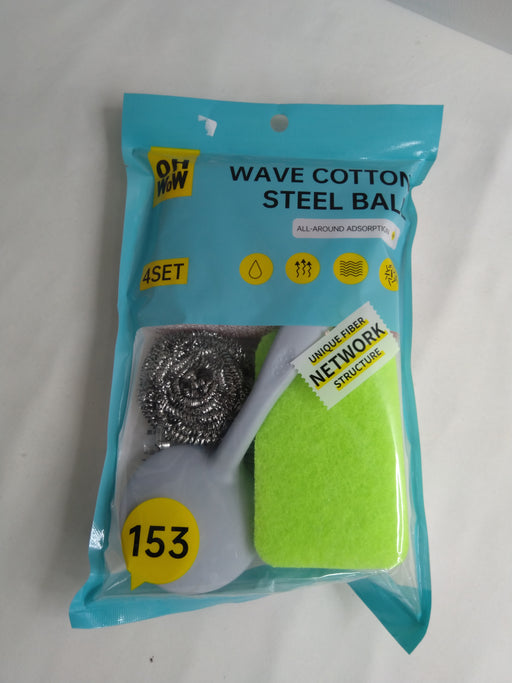 OH
WOW
WAVE COTTON
STEEL BALL
ALL-AROUND ADSORPTION
4SET
UNIQUE FIBER
NETWORK
STRUCTURE
153